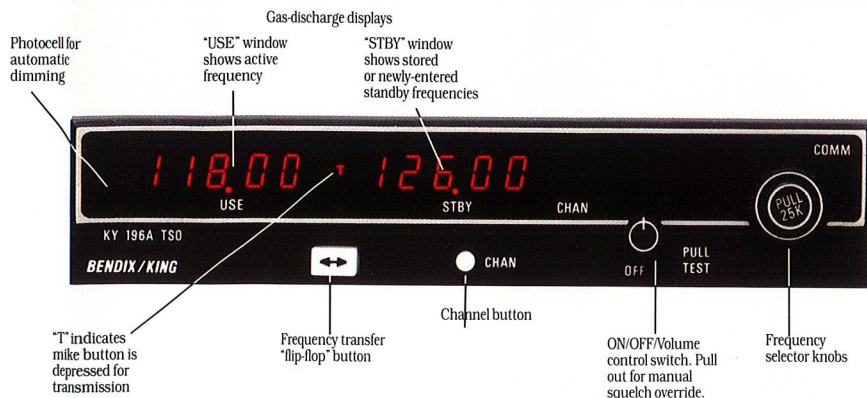 Gas-discharge displays
Photocell for
automatic
dimming
“USE” window
shows active
frequency
“STBY” window
shows stored
or newly-entered
standby frequencies
COMM
118.00 T 126.00
USE
STBY
CHAN
PULL
25K
KY 196A TSO
BENDIX/KING
CHAN
OFF
PULL
TEST
Channel button
“T” indicates
mike button is
depressed for
transmission
Frequency transfer
“flip-flop” button
ON/OFF/Volume
control switch. Pull
out for manual
squelch override.
Frequency
selector knobs